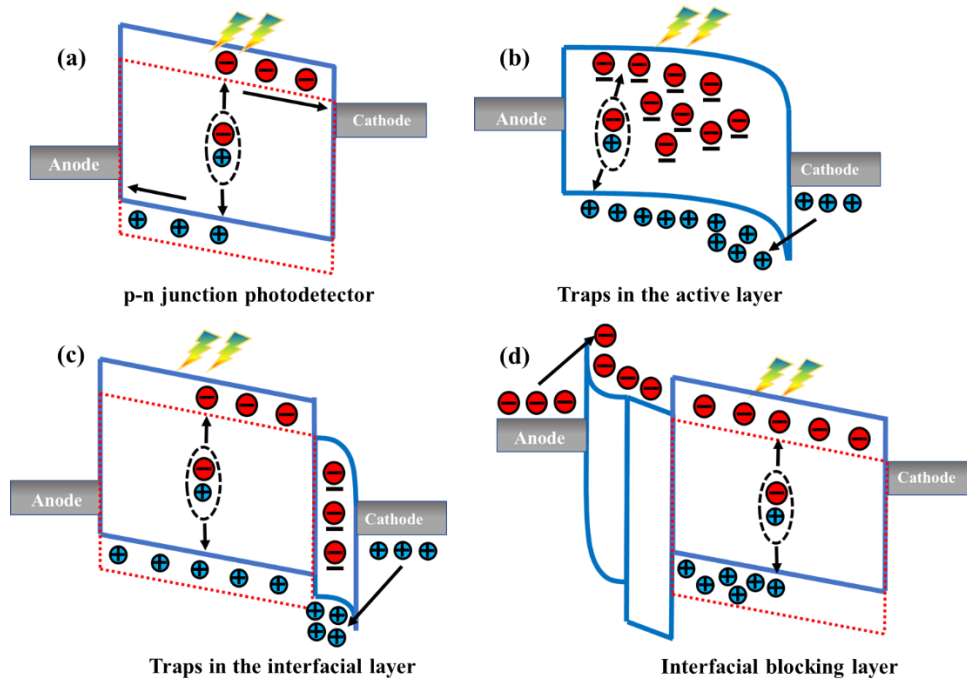 (a)
Cathode
Anode
p-n junction photodetector
(b)
Anode
Cathode
Traps in the active layer
(c)
Anode
Cathode
Traps in the interfacial layer
(d)
Anode
Cathode
Interfacial blocking layer